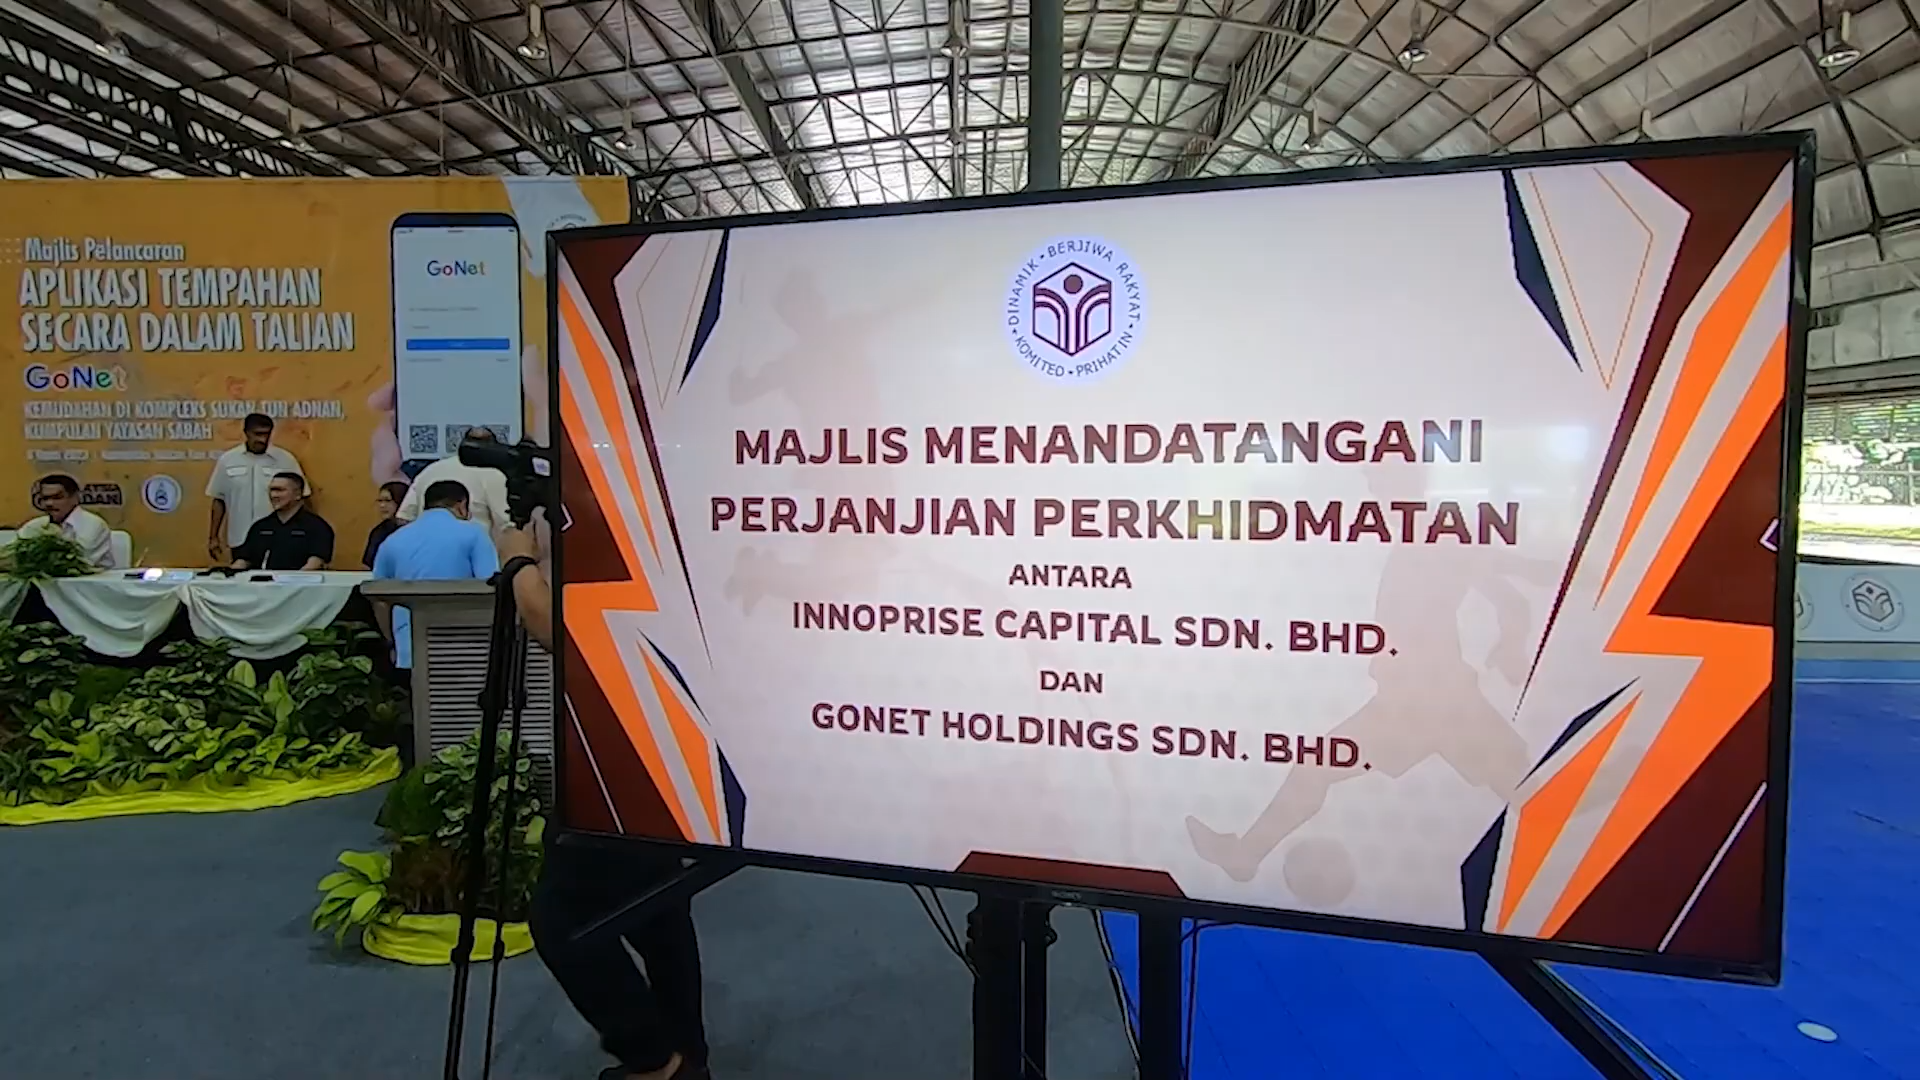 Majlis Pelancaran
APLIKASI TEMPAHAN
SECARA DALAM TALIAN
GoNet
KEMUDAHAN DI KOMPLEKS SUKAN TUN ADNAN,
KUMPULAN YAYASAN SABAH
GoNet
DINAMIK • BERJIWA RAKYAT • PRIHATIN • KOMITED •
MAJLIS MENANDATANGANI
PERJANJIAN PERKHIDMATAN
ANTARA
INNOPRISE CAPITAL SDN. BHD.
DAN
GONET HOLDINGS SDN. BHD.
SONY